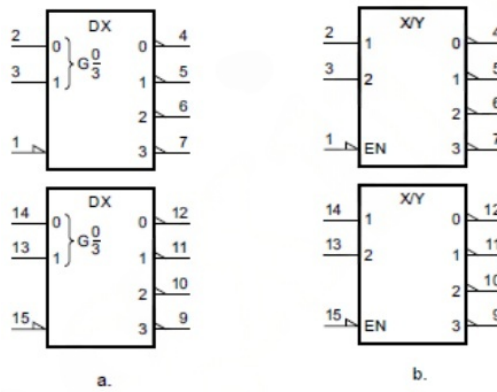 DX
2 0 0 4
3 1 G 0/3 1 5
2 6
1 3 7
DX
14 0 0 12
13 1 G 0/3 1 11
2 10
15 3 9
a.
X/Y
2 1 0 4
3 2 1 5
2 6
1 EN 3 7
X/Y
14 1 0 12
13 2 1 11
2 10
15 EN 3 9
b.